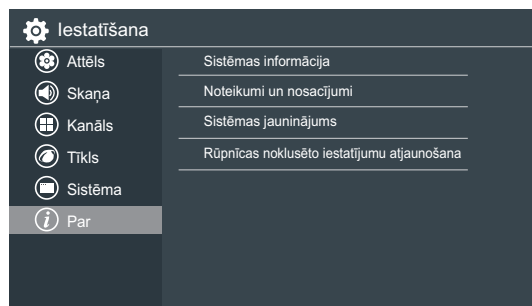 Iestatīšana
Attēls
Skaņa
Kanāls
Tīkls
Sistēma
Par
Sistēmas informācija
Noteikumi un nosacījumi
Sistēmas jauninājums
Rūpnīcas noklusēto iestatījumu atjaunošana